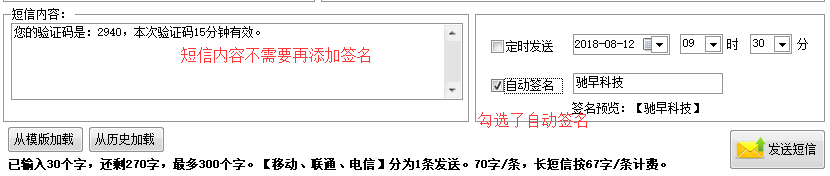 短信内容：
您的验证码是：2940，本次验证码15分钟有效。
短信内容不需要再添加签名
定时发送 2018-08-12 09 时 30 分
自动签名 驰早科技
签名预览：【驰早科技】
勾选了自动签名
从模版加载 从历史加载
发送短信
已输入30个字，还剩270字，最多300个字。【移动、联通、电信】分为1条发送。70字/条，长短信按67字/条计费。